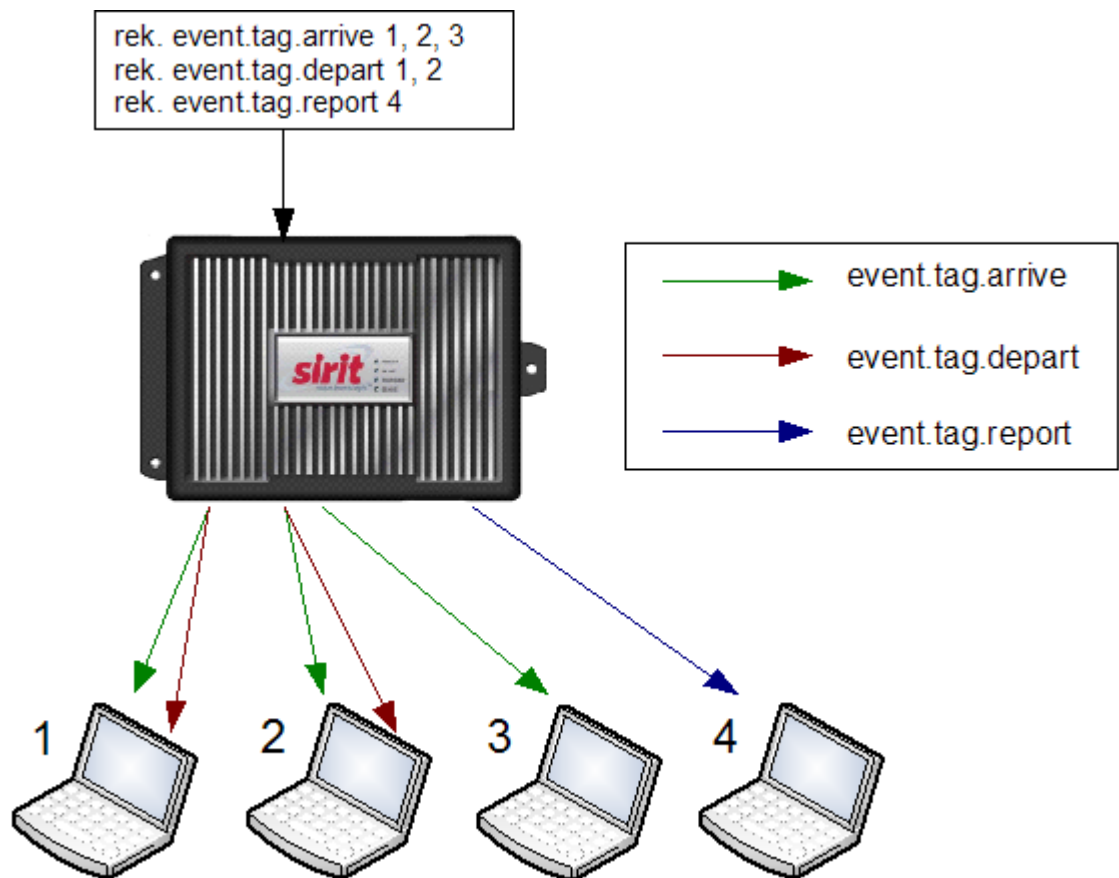 rek. event.tag.arrive 1, 2, 3
rek. event.tag.depart 1, 2
rek. event.tag.report 4
sirit
event.tag.arrive
event.tag.depart
event.tag.report
1
2
3
4